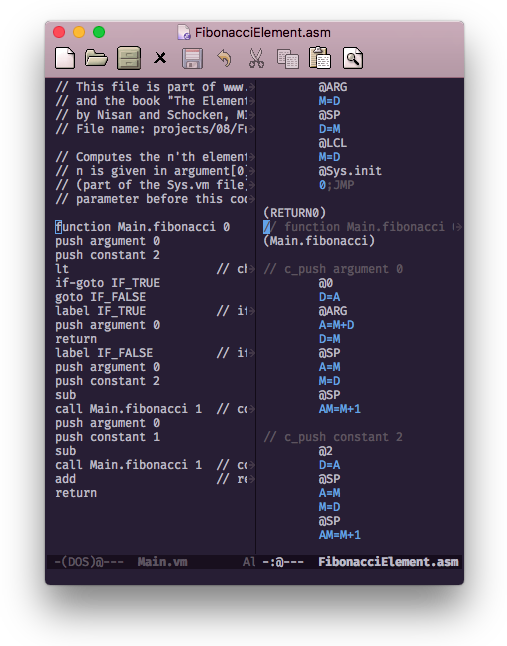 FibonacciElement.asm
// This file is part of www.
// and the book "The Element
// by Nisan and Schocken, MI
// File name: projects/08/Fu
// Computes the n'th element
// n is given in argument[0]
// (part of the Sys.vm file)
// parameter before this cod
function Main.fibonacci 0
push argument 0
push constant 2
lt // ch
if-goto IF_TRUE
goto IF_FALSE
label IF_TRUE // if
push argument 0
return
label IF_FALSE // if
push argument 0
push constant 2
sub
call Main.fibonacci 1 // co
push argument 0
push constant 1
sub
call Main.fibonacci 1 // co
add // re
return
-(DOS)@--- Main.vm Al
@ARG
M=D
@SP
D=M
@LCL
M=D
@Sys.init
0;JMP
(RETURN0)
// function Main.fibonacci
(Main.fibonacci)
// c_push argument 0
@0
D=A
@ARG
A=M+D
D=M
@SP
A=M
M=D
@SP
AM=M+1
// c_push constant 2
@2
D=A
@SP
A=M
M=D
@SP
AM=M+1
-:@--- FibonacciElement.asm